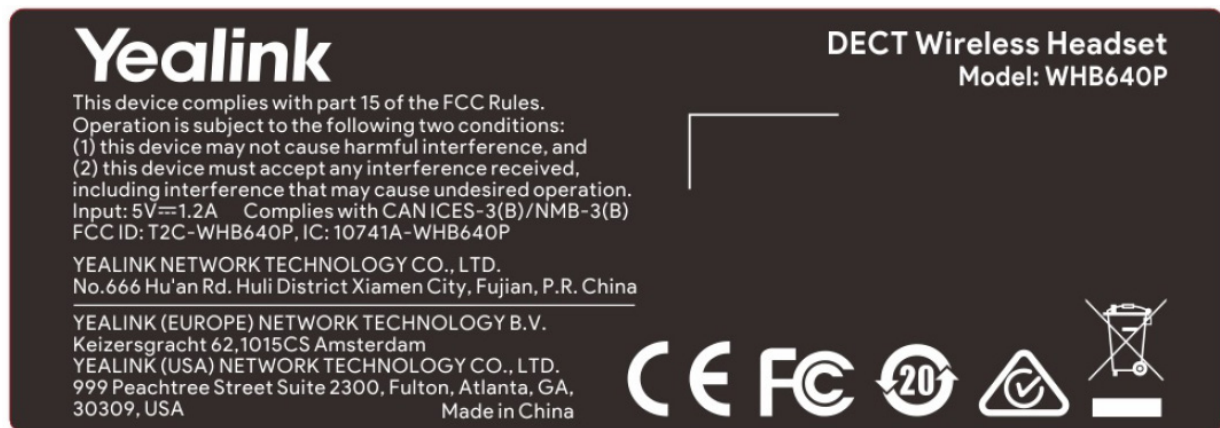 Yealink
DECT Wireless Headset
Model: WHB640P
This device complies with part 15 of the FCC Rules.
Operation is subject to the following two conditions:
(1) this device may not cause harmful interference, and
(2) this device must accept any interference received,
including interference that may cause undesired operation.
Input: 5V⎓1.2A Complies with CAN ICES-3(B)/NMB-3(B)
FCC ID: T2C-WHB640P, IC: 10741A-WHB640P
YEALINK NETWORK TECHNOLOGY CO., LTD.
No.666 Hu'an Rd. Huli District Xiamen City, Fujian, P.R. China
YEALINK (EUROPE) NETWORK TECHNOLOGY B.V.
Keizersgracht 62,1015CS Amsterdam
YEALINK (USA) NETWORK TECHNOLOGY CO., LTD.
999 Peachtree Street Suite 2300, Fulton, Atlanta, GA,
30309, USA Made in China
CE FC 20